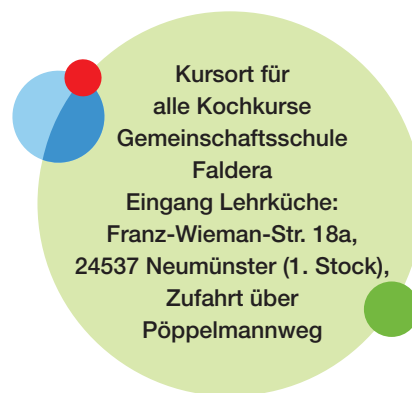 Kursort für
alle Kochkurse
Gemeinschaftsschule
Faldera
Eingang Lehrküche:
Franz-Wieman-Str. 18a,
24537 Neumünster (1. Stock),
Zufahrt über
Pöppelmannweg